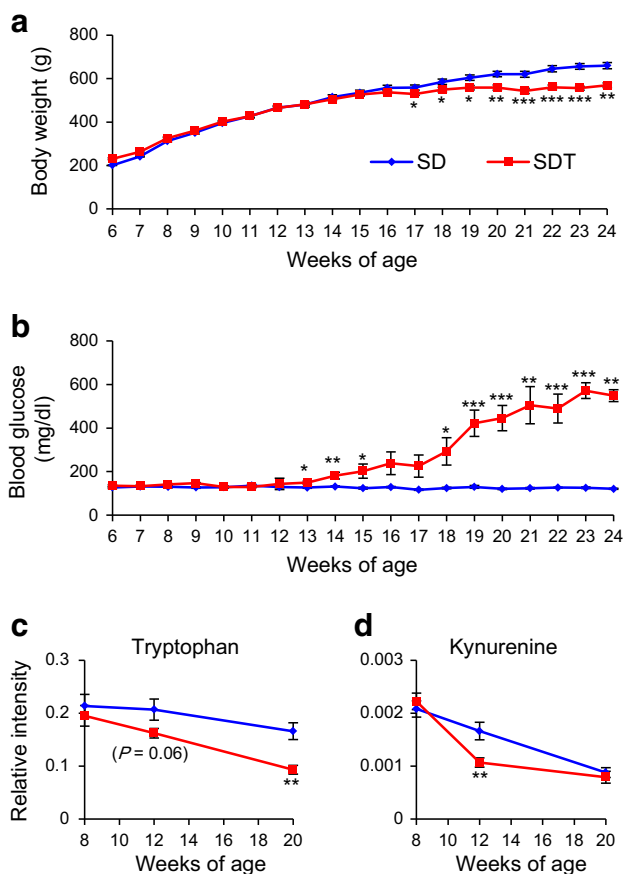 a
Body weight (g)
800
600
400
200
0
* * * ** *** *** *** **
SD SDT
6 7 8 9 10 11 12 13 14 15 16 17 18 19 20 21 22 23 24
Weeks of age
b
Blood glucose
(mg/dl)
800
600
400
200
0
* ** * * *** *** ** *** *** **
6 7 8 9 10 11 12 13 14 15 16 17 18 19 20 21 22 23 24
Weeks of age
c
Tryptophan
Relative intensity
0.3
0.2
0.1
0
(P = 0.06)
**
8 10 12 14 16 18 20
Weeks of age
d
Kynurenine
0.003
0.002
0.001
0
**
8 10 12 14 16 18 20
Weeks of age